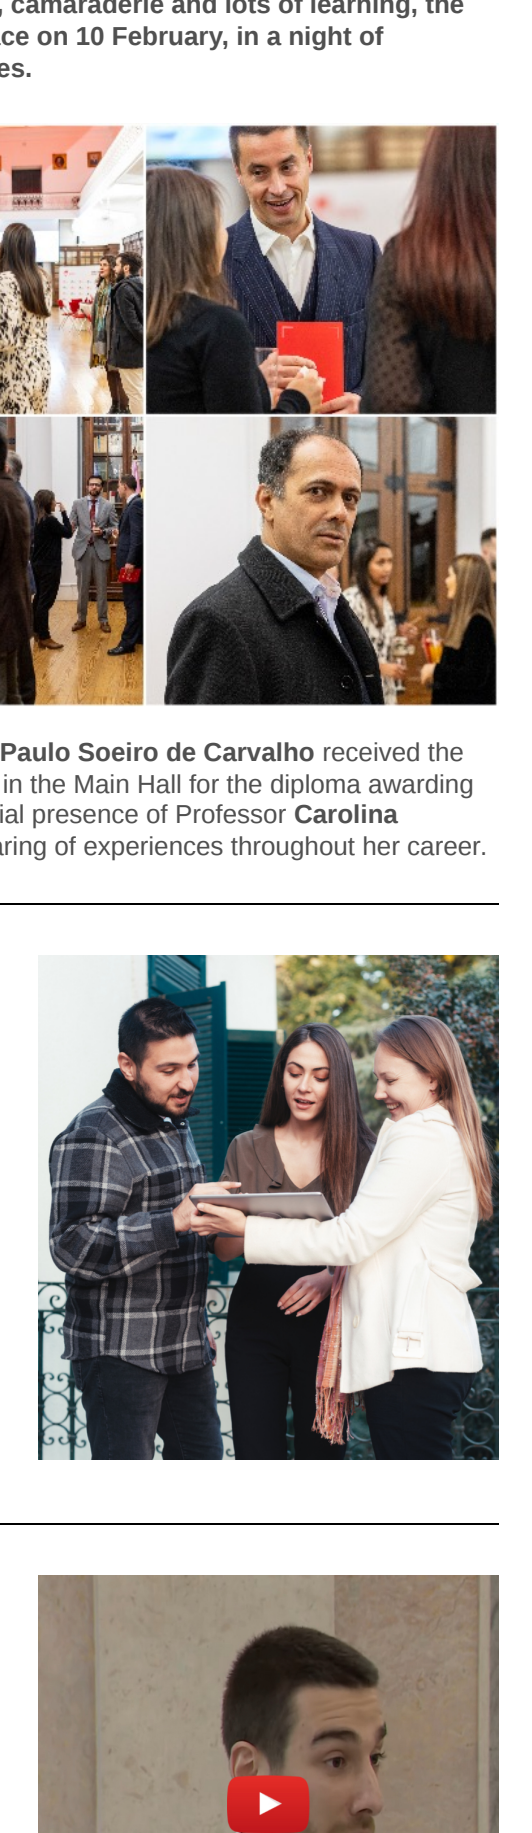 , camaraderie and lots of learning, the
ce on 10 February, in a night of
es.
Paulo Soeiro de Carvalho received the
in the Main Hall for the diploma awarding
ial presence of Professor Carolina
aring of experiences throughout her career.